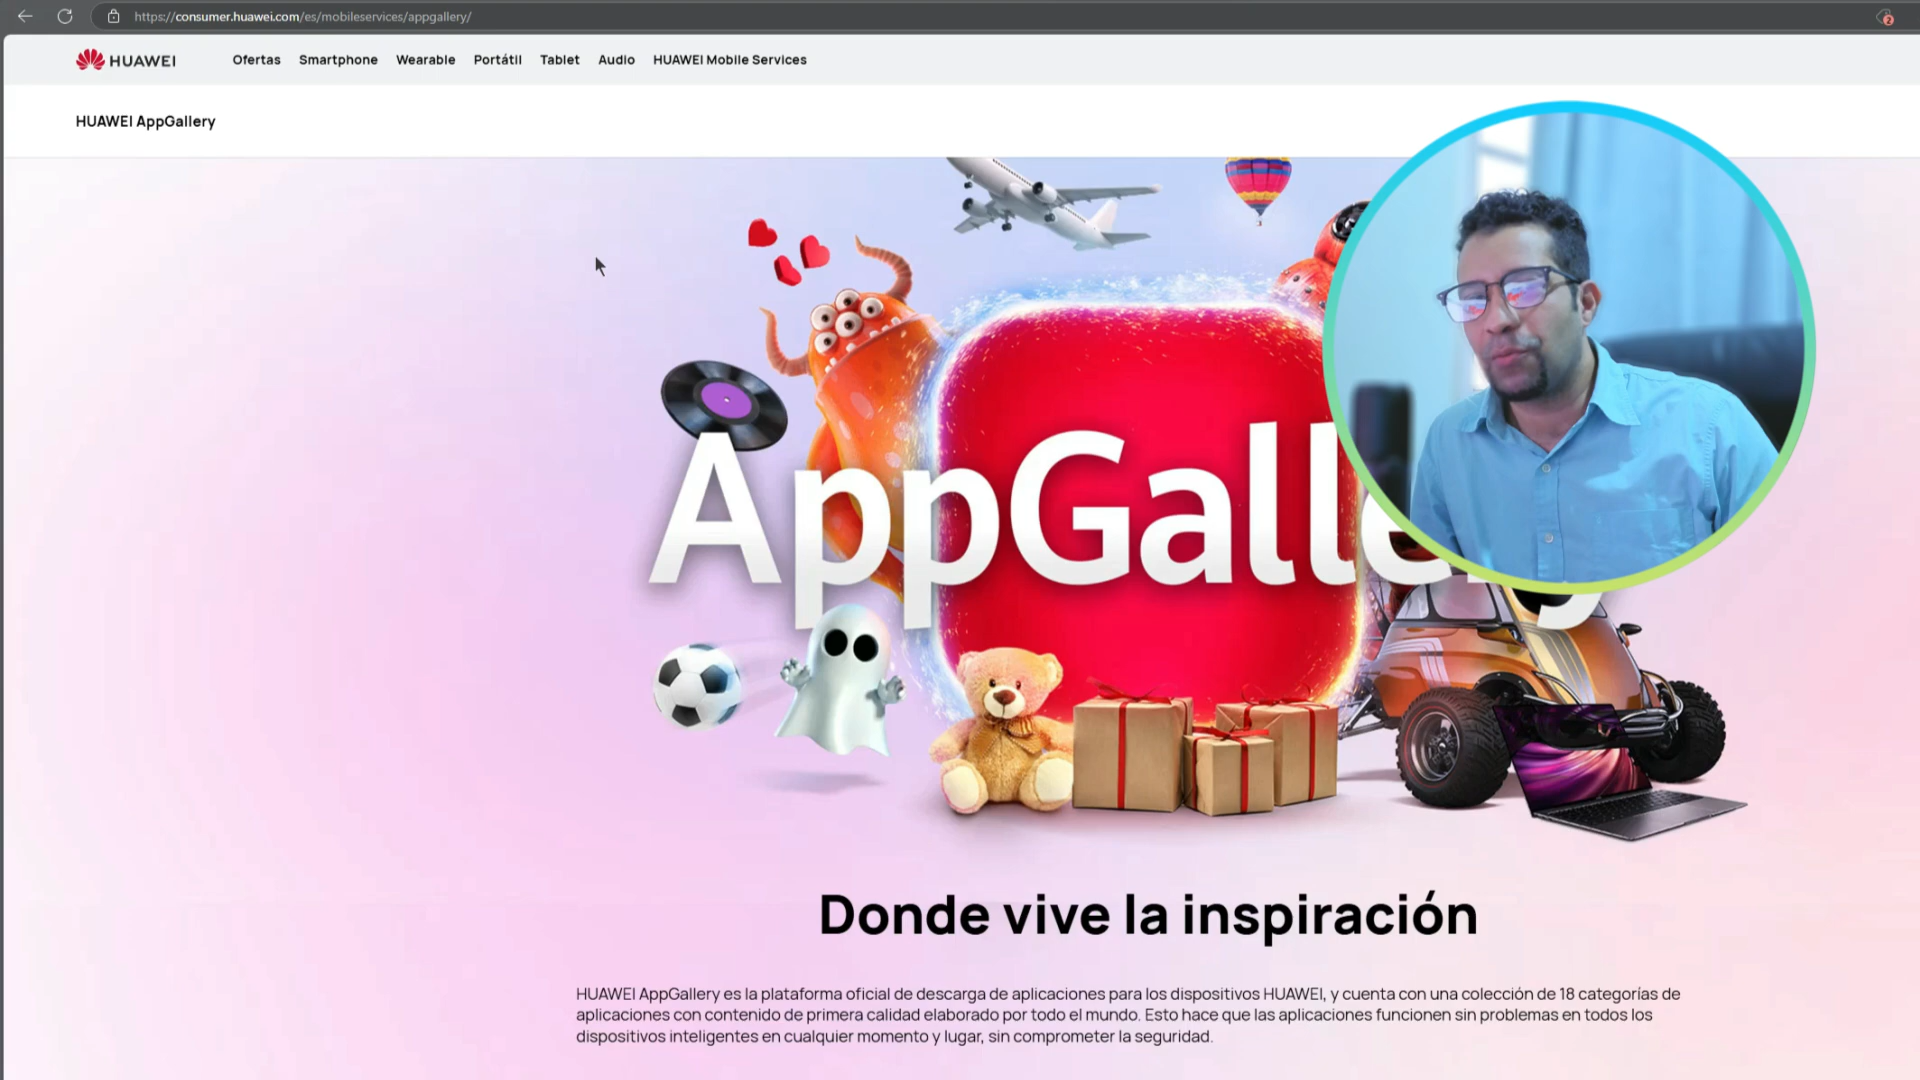 https://consumer.huawei.com/es/mobileservices/appgallery/
2
HUAWEI
Ofertas Smartphone Wearable Portátil Tablet Audio HUAWEI Mobile Services
HUAWEI AppGallery
AppGallery
Donde vive la inspiración
HUAWEI AppGallery es la plataforma oficial de descarga de aplicaciones para los dispositivos HUAWEI, y cuenta con una colección de 18 categorías de
aplicaciones con contenido de primera calidad elaborado por todo el mundo. Esto hace que las aplicaciones funcionen sin problemas en todos los
dispositivos inteligentes en cualquier momento y lugar, sin comprometer la seguridad.